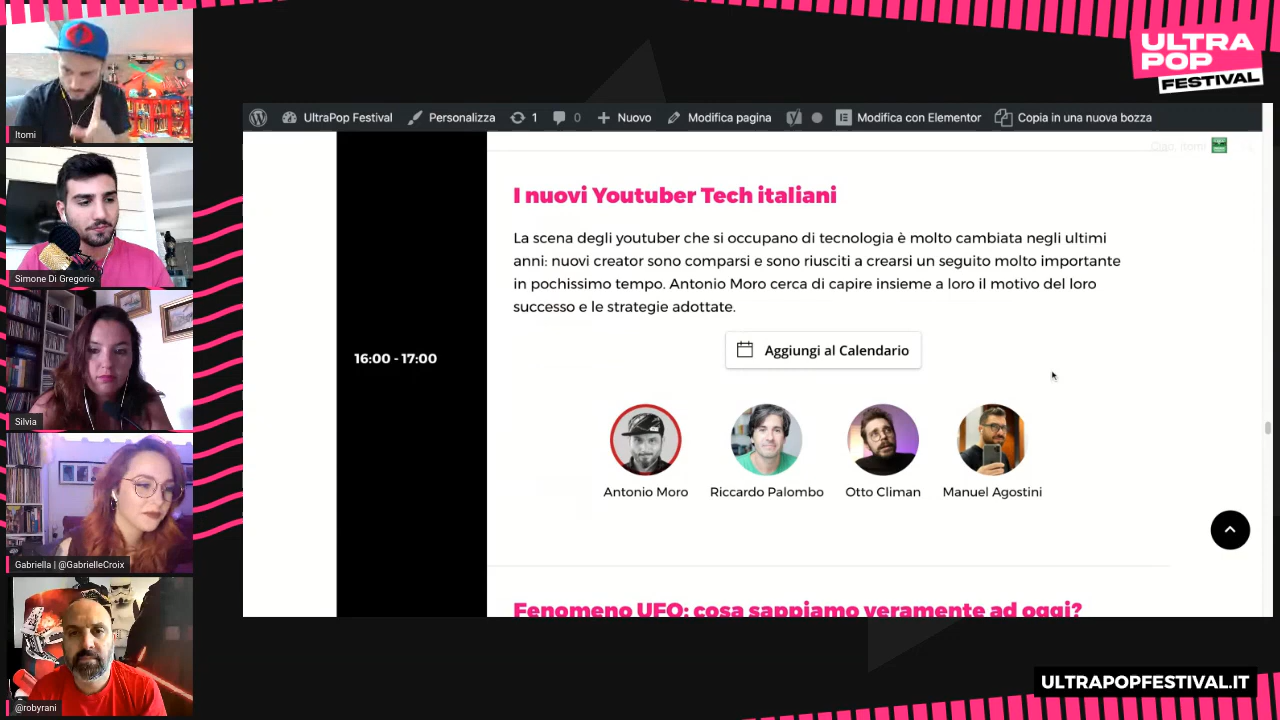 Itomi
Simone Di Gregorio
Silvia
Gabriella | @GabrielleCroix
@robyrani
ULTRA
POP
FESTIVAL
UltraPop Festival Personalizza 1 0 Nuovo Modifica pagina Modifica con Elementor Copia in una nuova bozza
Ciao, Itomi
I nuovi Youtuber Tech italiani
La scena degli youtuber che si occupano di tecnologia è molto cambiata negli ultimi
anni: nuovi creator sono comparsi e sono riusciti a crearsi un seguito molto importante
in pochissimo tempo. Antonio Moro cerca di capire insieme a loro il motivo del loro
successo e le strategie adottate.
16:00 - 17:00
Aggiungi al Calendario
Antonio Moro Riccardo Palombo Otto Climan Manuel Agostini
Fenomeno UFO: cosa sappiamo veramente ad oggi?
ULTRAPOPFESTIVAL.IT